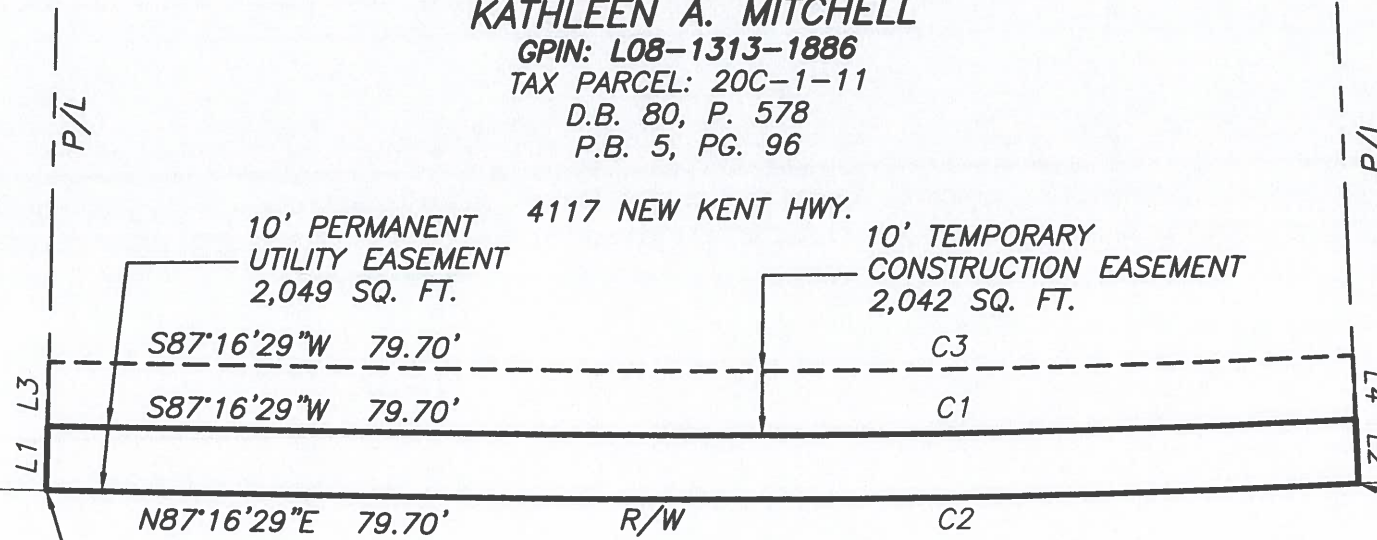 KATHLEEN A. MITCHELL
GPIN: L08-1313-1886
TAX PARCEL: 20C-1-11
D.B. 80, P. 578
P.B. 5, PG. 96
P/L
P/L
4117 NEW KENT HWY.
10' PERMANENT
UTILITY EASEMENT
2,049 SQ. FT.
10' TEMPORARY
CONSTRUCTION EASEMENT
2,042 SQ. FT.
S87°16'29"W 79.70'
C3
L3
L4
S87°16'29"W 79.70'
C1
L1
L2
N87°16'29"E 79.70'
R/W
C2